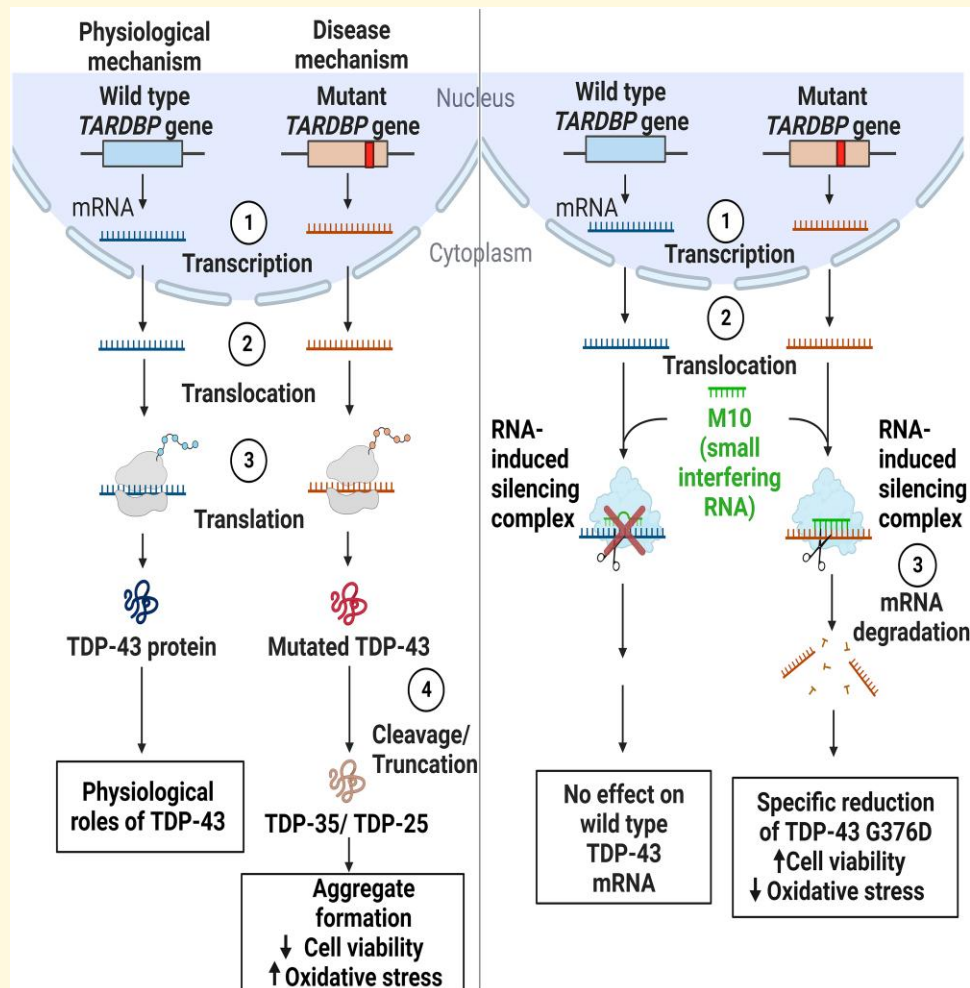 Physiological
mechanism
Disease
mechanism
Nucleus
Wild type
TARDBP gene
Mutant
TARDBP gene
mRNA
1
Transcription
Cytoplasm
2
Translocation
3
Translation
TDP-43 protein
Mutated TDP-43
4
Cleavage/
Truncation
Physiological
roles of TDP-43
TDP-35/ TDP-25
Aggregate
formation
↓ Cell viability
↑ Oxidative stress
Wild type
TARDBP gene
Mutant
TARDBP gene
mRNA
1
Transcription
2
Translocation
M10
(small
interfering
RNA)
RNA-
induced
silencing
complex
RNA-
induced
silencing
complex
3
mRNA
degradation
No effect on
wild type
TDP-43
mRNA
Specific reduction
of TDP-43 G376D
↑Cell viability
↓ Oxidative stress